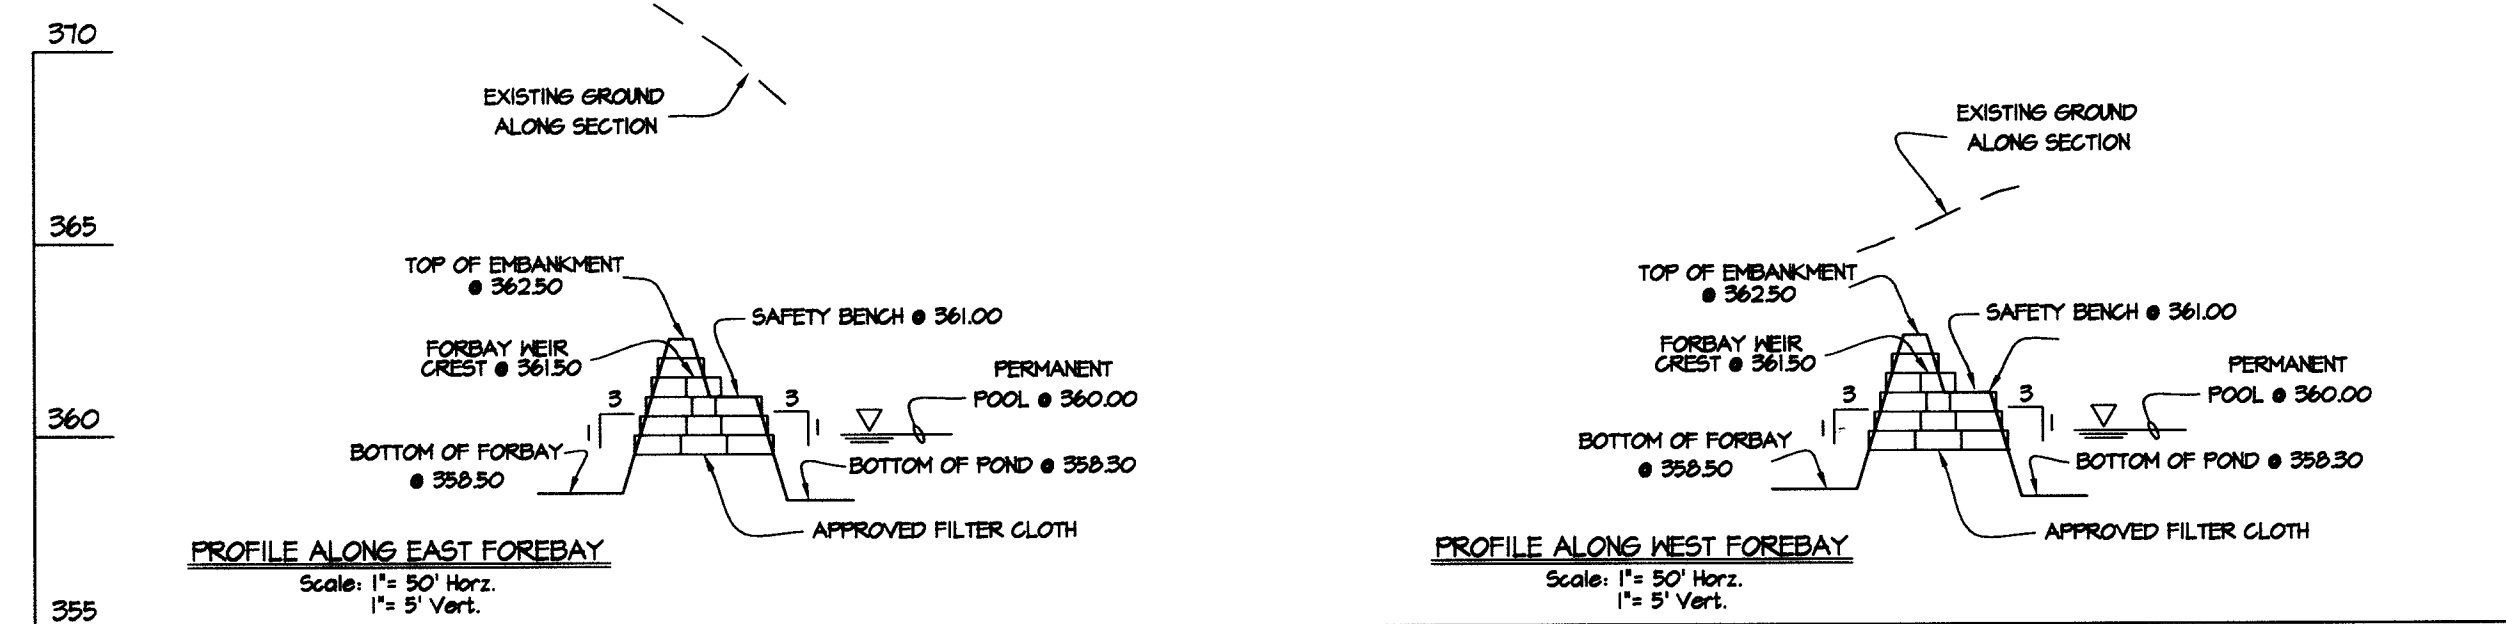 370
365
360
355
EXISTING GROUND
ALONG SECTION
TOP OF EMBANKMENT
@ 362.50
SAFETY BENCH @ 361.00
FORBAY WEIR
CREST @ 361.50
PERMANENT
POOL @ 360.00
3
1
3
1
BOTTOM OF FORBAY
@ 358.50
BOTTOM OF POND @ 358.30
APPROVED FILTER CLOTH
PROFILE ALONG EAST FOREBAY
Scale: 1"= 50' Horz.
1"= 5' Vert.
EXISTING GROUND
ALONG SECTION
TOP OF EMBANKMENT
@ 362.50
SAFETY BENCH @ 361.00
FORBAY WEIR
CREST @ 361.50
PERMANENT
POOL @ 360.00
3
1
3
1
BOTTOM OF FORBAY
@ 358.50
BOTTOM OF POND @ 358.30
APPROVED FILTER CLOTH
PROFILE ALONG WEST FOREBAY
Scale: 1"= 50' Horz.
1"= 5' Vert.